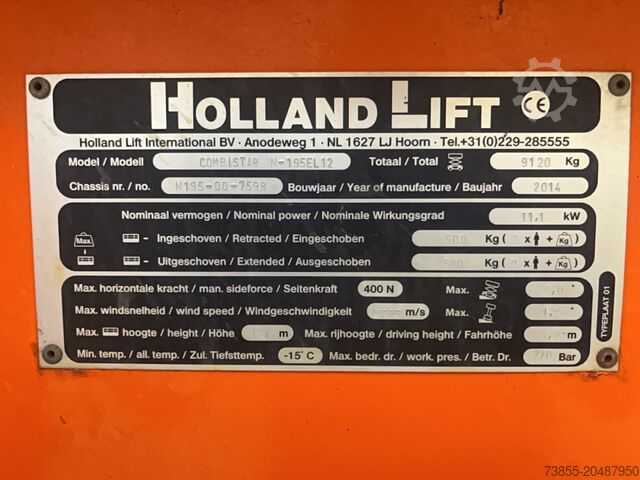 HOLLAND LIFT CE
Holland Lift International BV - Anodeweg 1 - NL 1627 LJ Hoorn - Tel.+31(0)229-285555
Model / Modell COMBISTAR N-195EL12 Totaal / Total 9120 Kg
Chassis nr. / no. N195-00-7598 Bouwjaar / Year of manufacture / Baujahr 2014
Nominaal vermogen / Nominal power / Nominale Wirkungsgrad 11,1 kW
Max. - Ingeschoven / Retracted / Eingeschoben 500 Kg ( x + Kg )
- Uitgeschoven / Extended / Ausgeschoben Kg ( x + Kg )
Max. horizontale kracht / man. sideforce / Seitenkraft 400 N Max. °
Max. windsnelheid / wind speed / Windgeschwindigkeit m/s Max. °
Max. hoogte / height / Höhe m Max. rijhoogte / driving height / Fahrhöhe m
Min. temp. / all. temp. / Zul. Tiefsttemp. -15°C Max. bedr. dr. / work. pres. / Betr. Dr. 270 Bar
TYPEPLAAT 01
73855-20487950